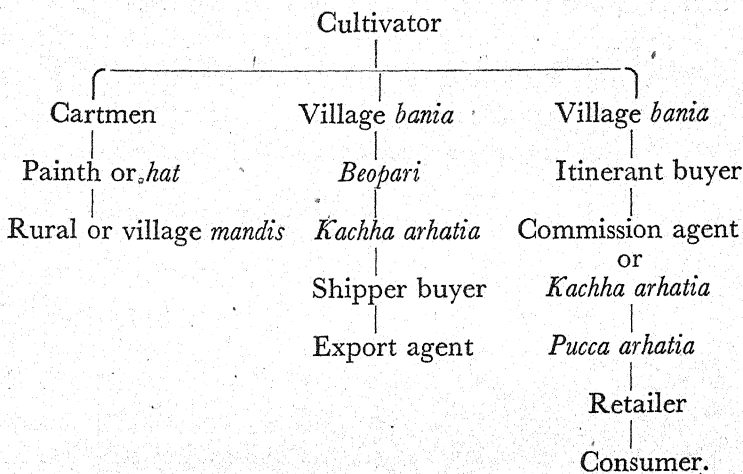 Cultivator
Cartmen Village bania Village bania
Painth or hat Beopari Itinerant buyer
Rural or village mandis Kachha arhatia Commission agent
or
Shipper buyer Kachha arhatia
Export agent Pucca arhatia
Retailer
Consumer.